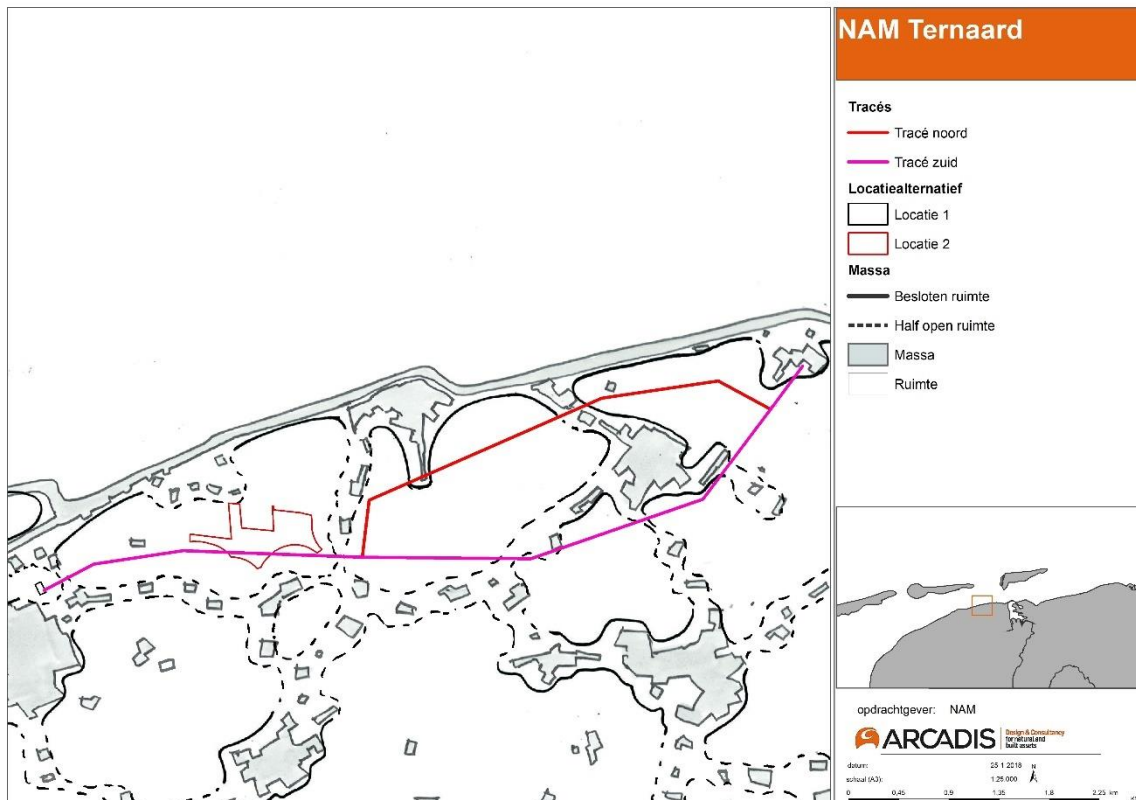 NAM Ternaard
Tracés
Tracé noord
Tracé zuid
Locatiealternatief
Locatie 1
Locatie 2
Massa
Besloten ruimte
Half open ruimte
Massa
Ruimte
opdrachtgever: NAM
ARCADIS
Design & Consultancy
for natural and
built assets
datum: 25 1 2018
N
schaal (A3): 1:25.000
0 0,45 0,9 1,35 1,8 2,25 km